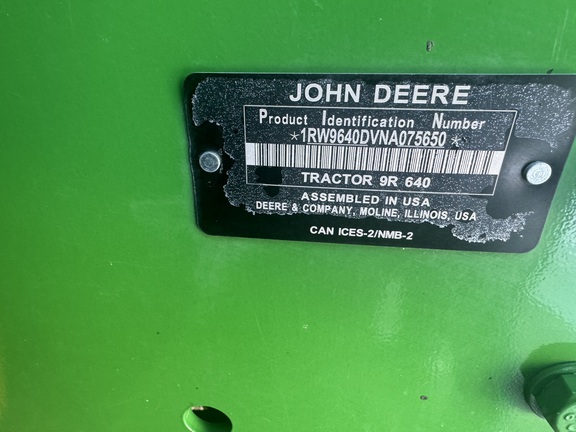 JOHN DEERE
Product Identification Number
*1RW9640DVNA075650*
TRACTOR 9R 640
ASSEMBLED IN USA
DEERE & COMPANY, MOLINE, ILLINOIS, USA
CAN ICES-2/NMB-2